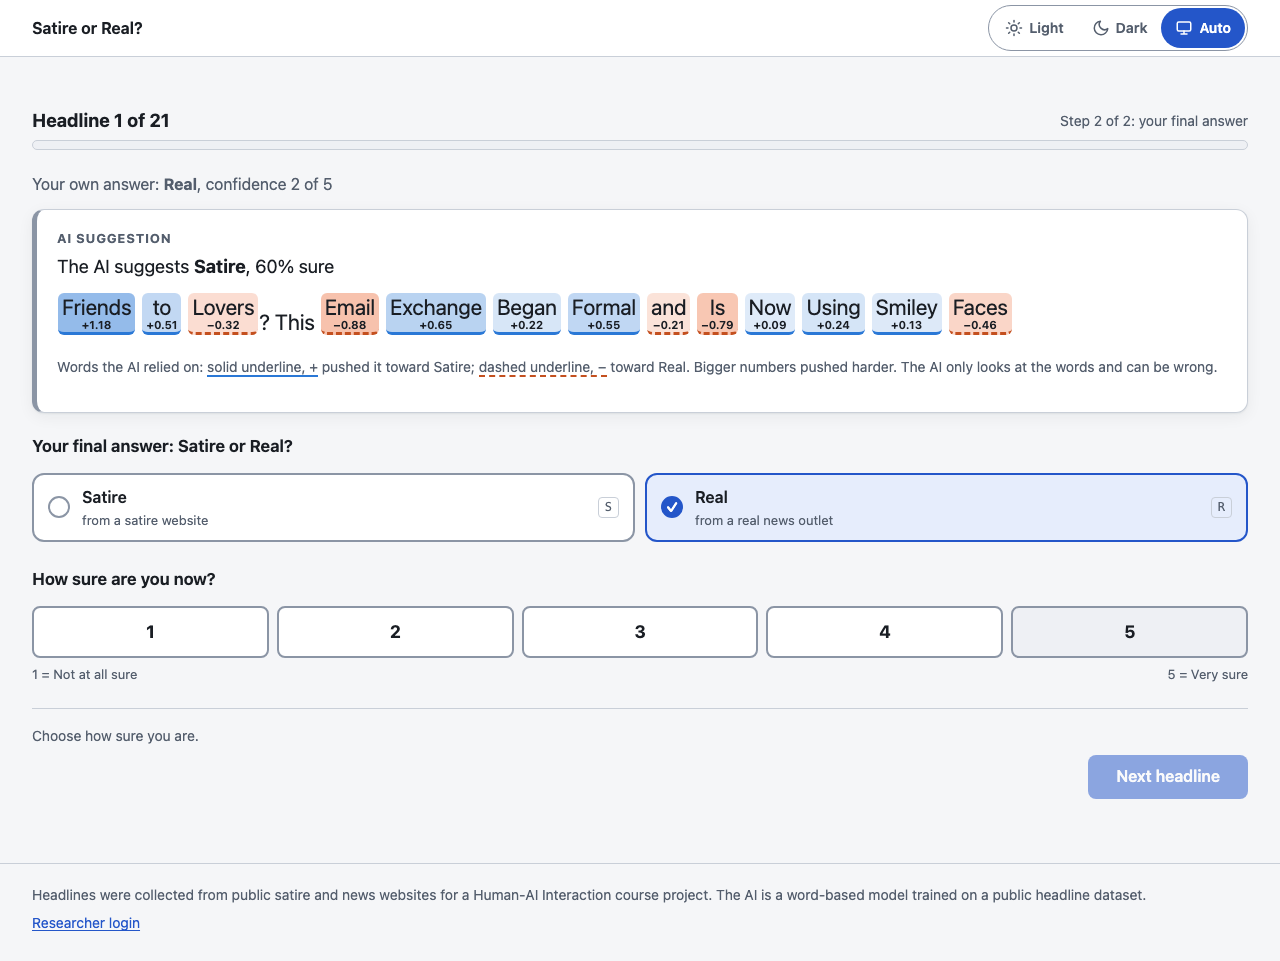 Satire or Real?
Light
Dark
Auto
Headline 1 of 21
Step 2 of 2: your final answer
Your own answer: Real, confidence 2 of 5
AI SUGGESTION
The AI suggests Satire, 60% sure
Friends to Lovers? This Email Exchange Began Formal and Is Now Using Smiley Faces
+1.18 +0.51 −0.32 −0.88 +0.65 +0.22 +0.55 −0.21 −0.79 +0.09 +0.24 +0.13 −0.46
Words the AI relied on: solid underline, + pushed it toward Satire; dashed underline, − toward Real. Bigger numbers pushed harder. The AI only looks at the words and can be wrong.
Your final answer: Satire or Real?
Satire
from a satire website
S
Real
from a real news outlet
R
How sure are you now?
1
2
3
4
5
1 = Not at all sure
5 = Very sure
Choose how sure you are.
Next headline
Headlines were collected from public satire and news websites for a Human-AI Interaction course project. The AI is a word-based model trained on a public headline dataset.
Researcher login